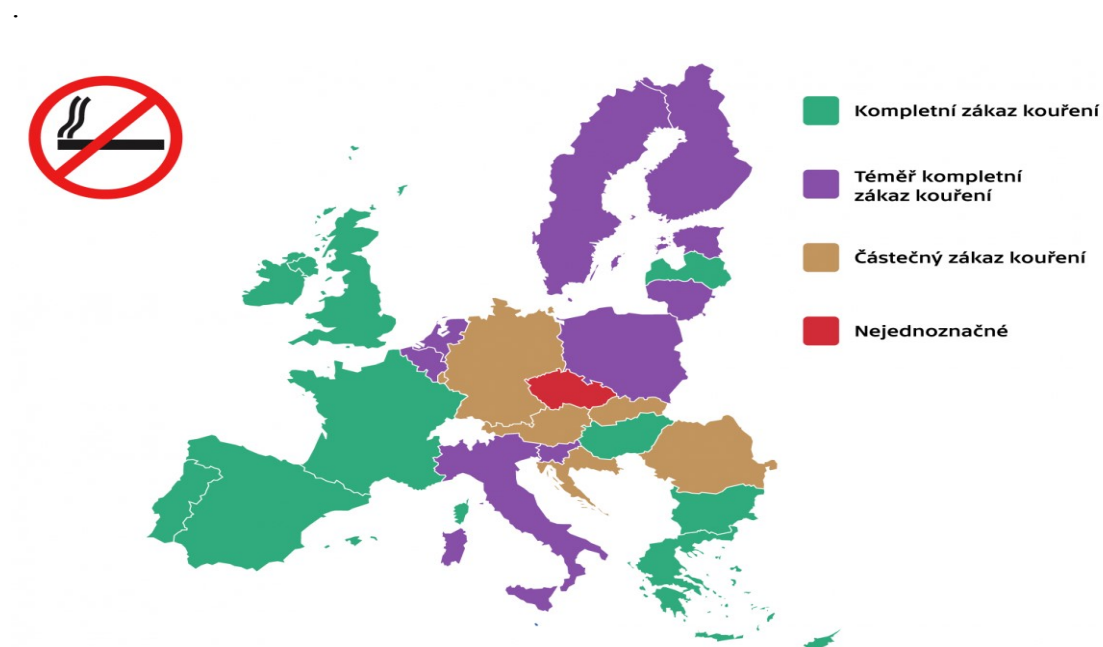 .
Kompletní zákaz kouření
Téměř kompletní
zákaz kouření
Částečný zákaz kouření
Nejednoznačné